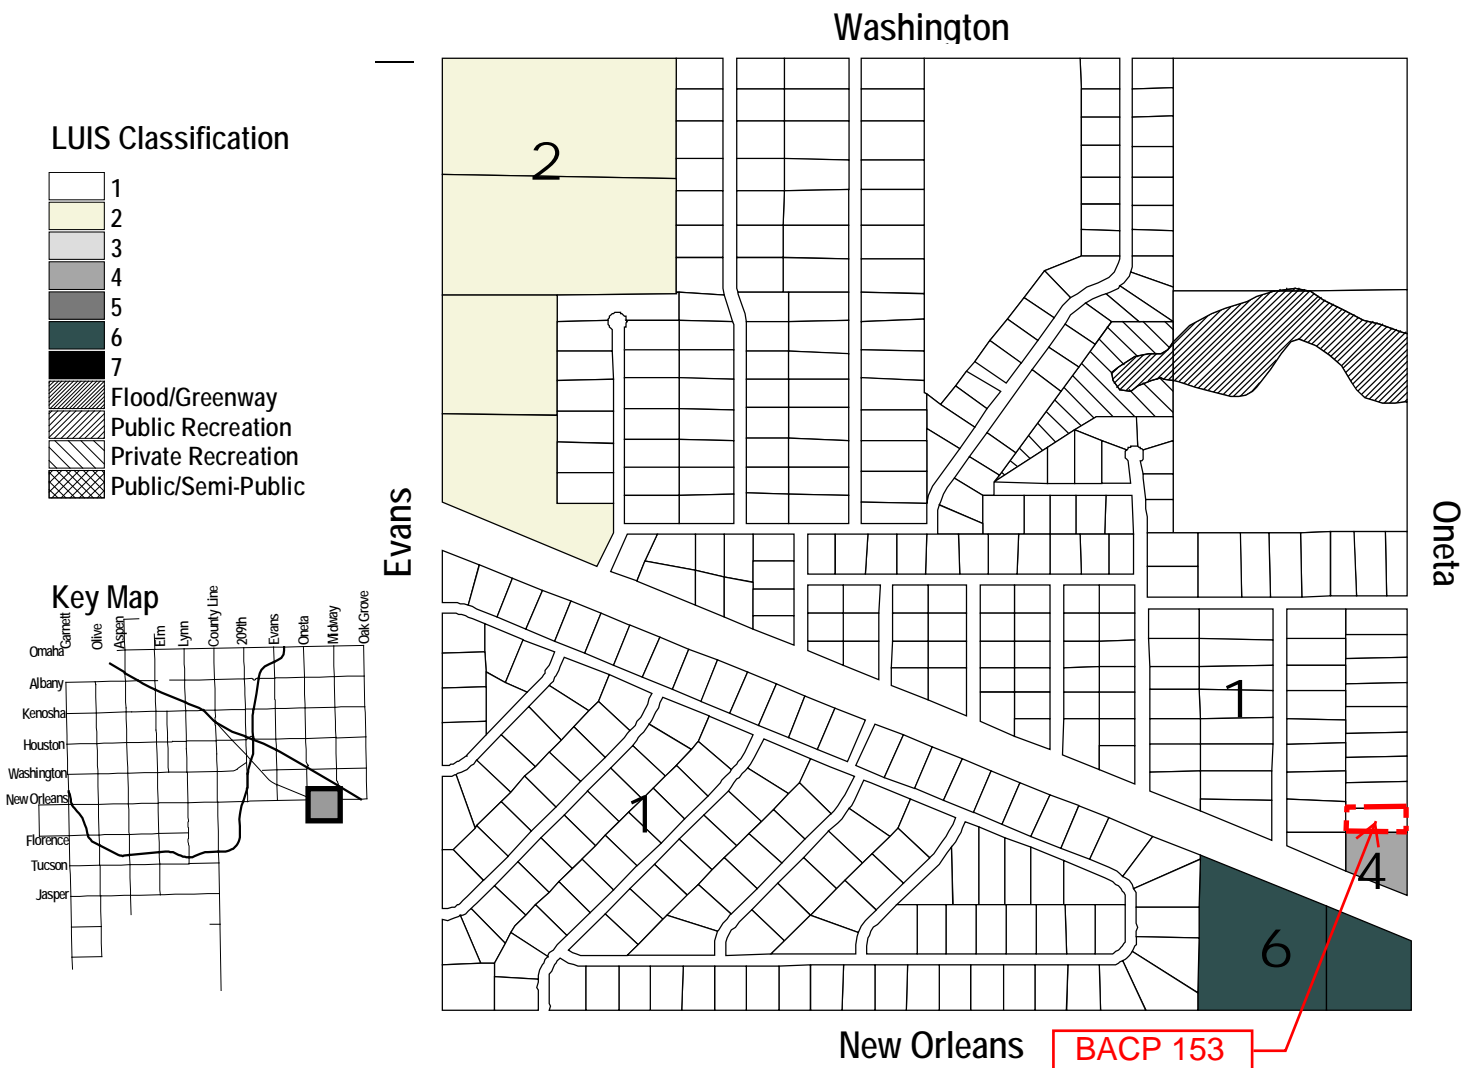 Washington
LUIS Classification
1
2
3
4
5
6
7
Flood/Greenway
Public Recreation
Private Recreation
Public/Semi-Public
2
Evans
Oneta
Key Map
Garnett
Olive
Aspen
Elm
Lynn
County Line
209th
Evans
Oneta
Midway
Oak Grove
Omaha
Albany
Kenosha
Houston
Washington
New Orleans
Florence
Tucson
Jasper
1
1
4
6
New Orleans
BACP 153